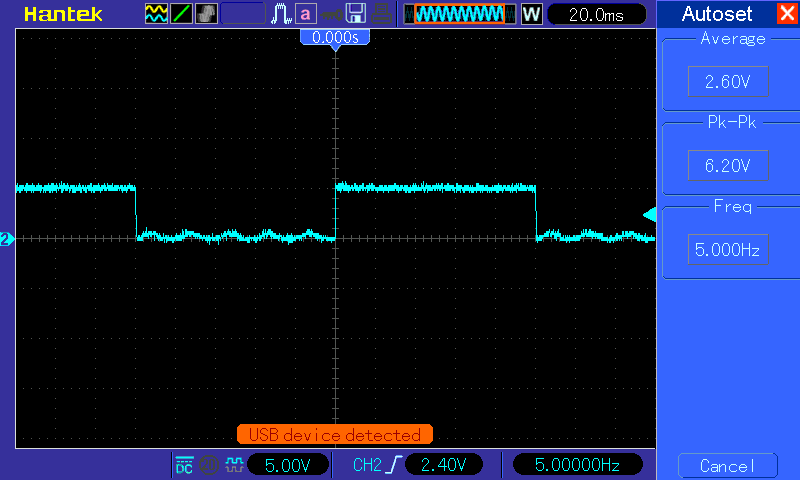 Hantek
a
W
20.0ms
Autoset
0.000s
Average
2.60V
Pk-Pk
6.20V
Freq
5.000Hz
2
USB device detected
DC
20
5.00V
CH2
2.40V
5.00000Hz
Cancel